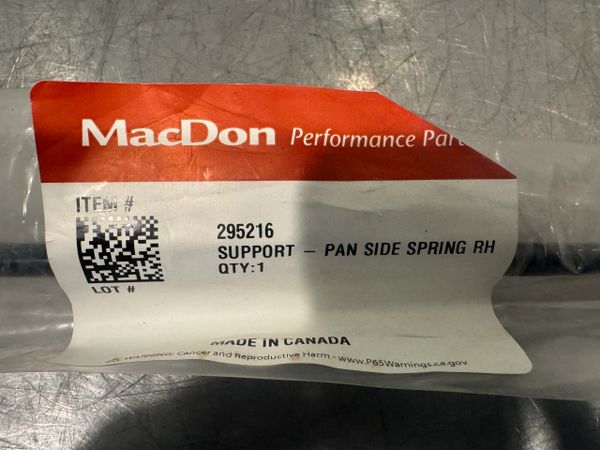 MacDon Performance Part
ITEM #
295216
SUPPORT – PAN SIDE SPRING RH
QTY:1
LOT #
MADE IN CANADA
⚠ WARNING: Cancer and Reproductive Harm - www.P65Warnings.ca.gov